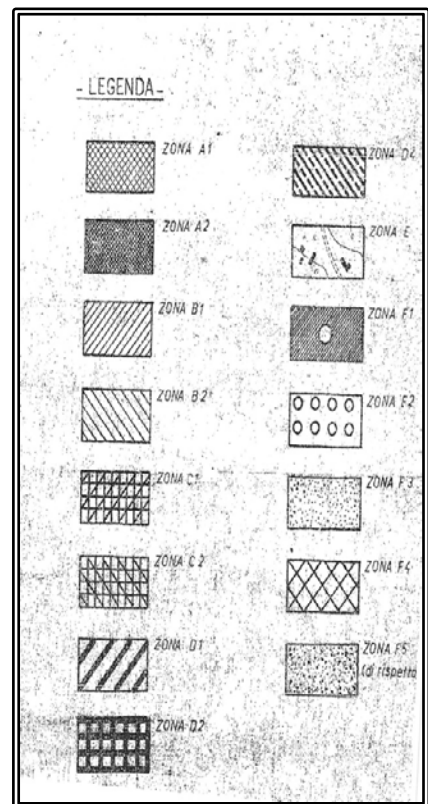 - LEGENDA -
ZONA A1
ZONA A2
ZONA B1
ZONA B2
ZONA C1
ZONA C2
ZONA D1
ZONA D2
ZONA D4
ZONA E
ZONA F1
ZONA F2
ZONA F3
ZONA F4
ZONA F5
(di rispetto